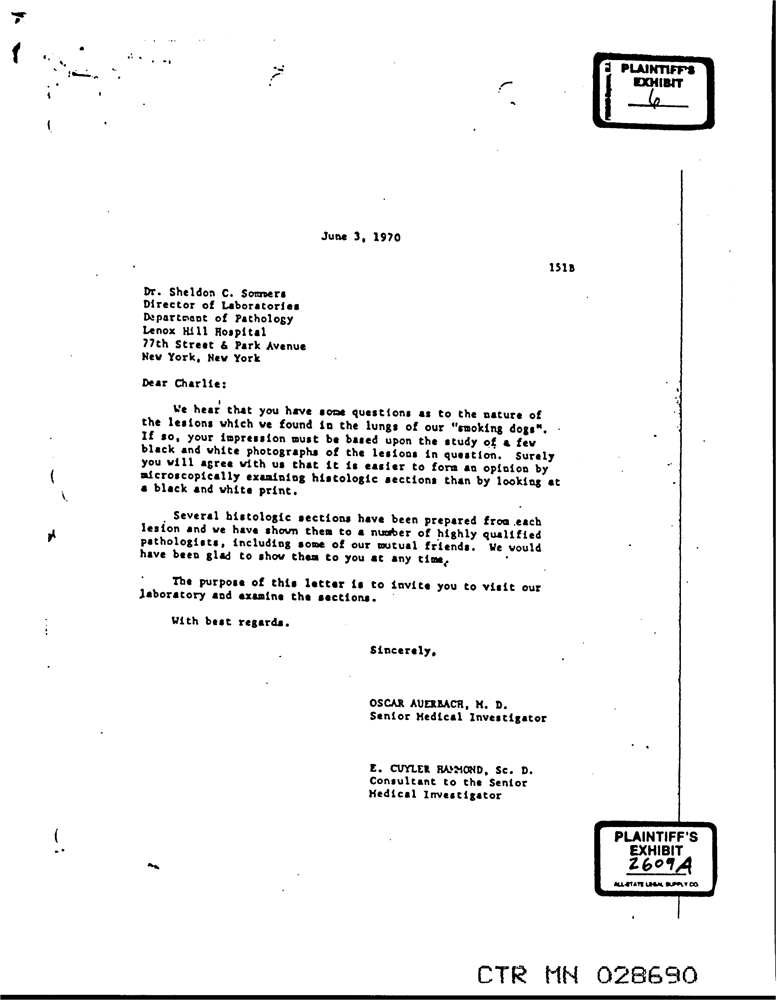 PLAINTIFF'S
EXHIBIT
6
June 3, 1970
151B
Dr. Sheldon C. Sommers
Director of Laboratories
Department of Pathology
Lenox Hill Hospital
77th Street & Park Avenue
New York, New York
Dear Charlie:
We hear that you have some questions as to the nature of
the lesions which we found in the lungs of our "smoking dogs".
If so, your impression must be based upon the study of a few
black and white photographs of the lesions in question. Surely
you will agree with us that it is easier to form an opinion by
microscopically examining histologic sections than by looking at
a black and white print.
Several histologic sections have been prepared from each
lesion and we have shown them to a number of highly qualified
pathologists, including some of our mutual friends. We would
have been glad to show them to you at any time.
The purpose of this letter is to invite you to visit our
laboratory and examine the sections.
With best regards.
Sincerely,
OSCAR AUERBACH, M. D.
Senior Medical Investigator
E. CUYLER HAMMOND, Sc. D.
Consultant to the Senior
Medical Investigator
PLAINTIFF'S
EXHIBIT
2609A
ALL-STATE LEGAL SUPPLY CO.
CTR MN 028690